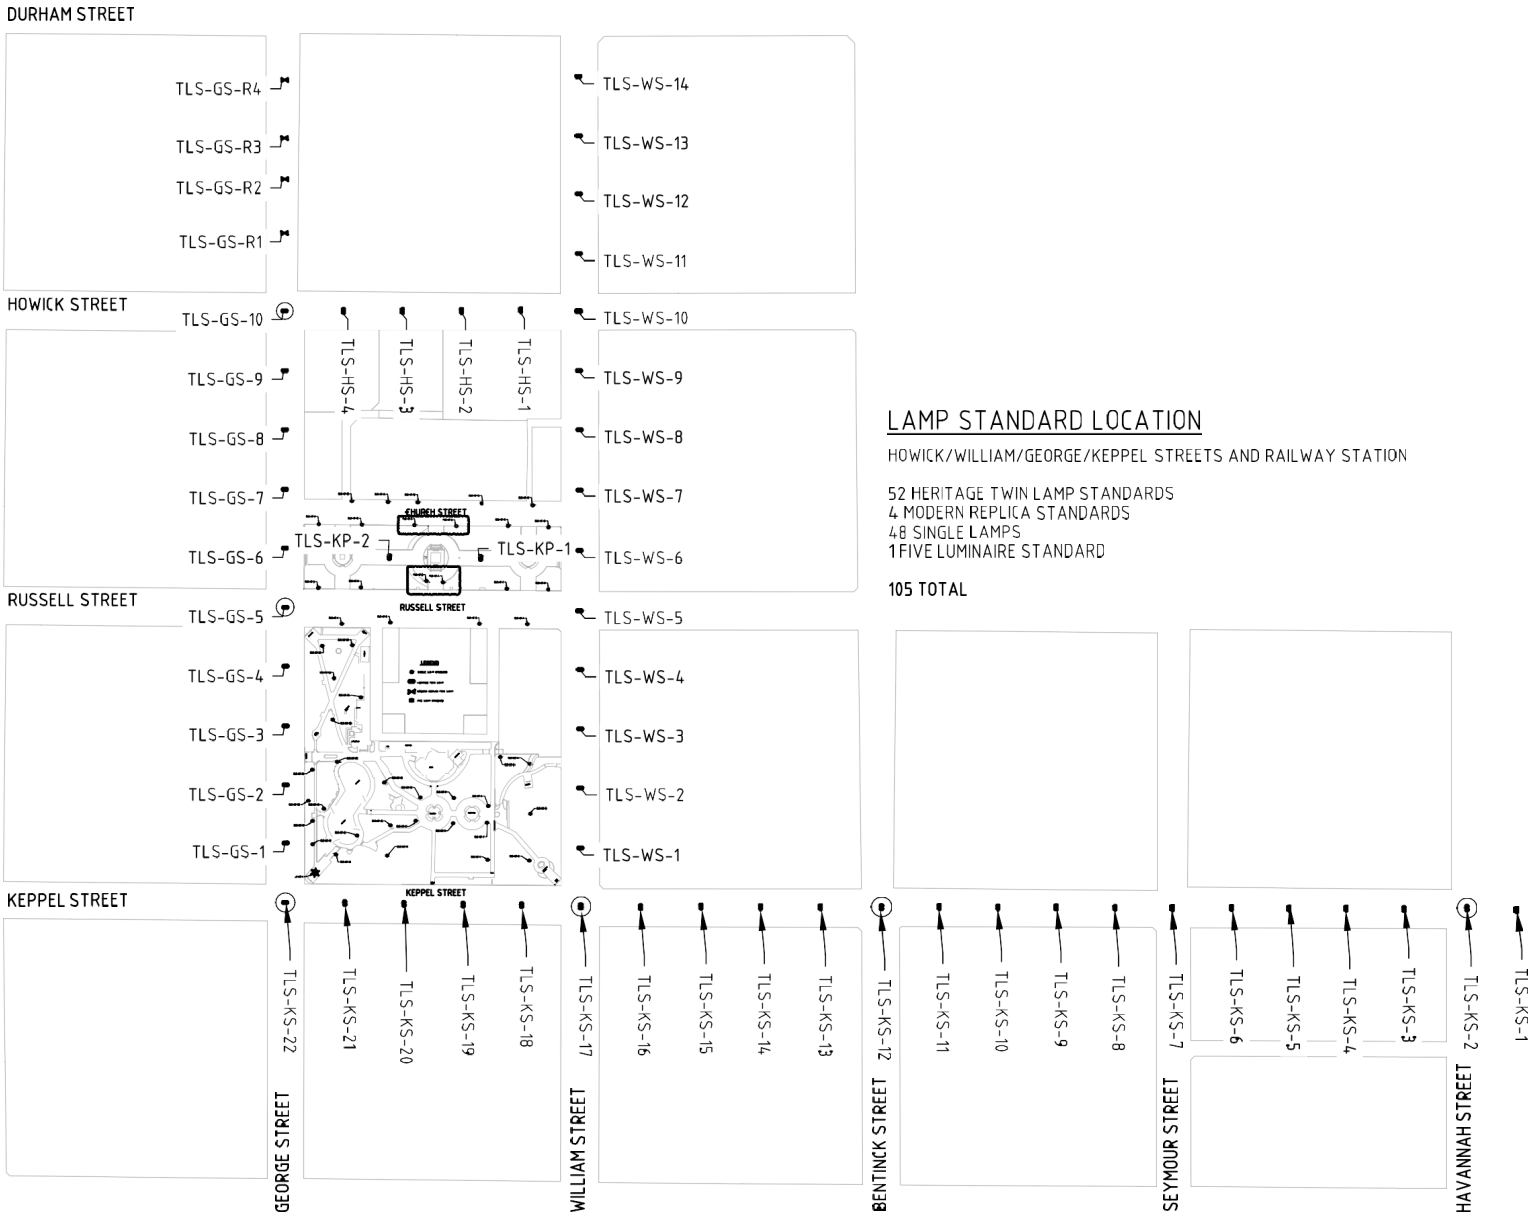 DURHAM STREET
TLS-GS-R4
TLS-WS-14
TLS-GS-R3
TLS-WS-13
TLS-GS-R2
TLS-WS-12
TLS-GS-R1
TLS-WS-11
HOWICK STREET
TLS-GS-10
TLS-WS-10
TLS-HS-4
TLS-HS-3
TLS-HS-2
TLS-HS-1
TLS-GS-9
TLS-WS-9
TLS-GS-8
TLS-WS-8
TLS-GS-7
TLS-WS-7
CHURCH STREET
TLS-KP-2
TLS-KP-1
TLS-GS-6
TLS-WS-6
LAMP STANDARD LOCATION
HOWICK/WILLIAM/GEORGE/KEPPEL STREETS AND RAILWAY STATION
52 HERITAGE TWIN LAMP STANDARDS
4 MODERN REPLICA STANDARDS
48 SINGLE LAMPS
1 FIVE LUMINAIRE STANDARD
105 TOTAL
RUSSELL STREET
RUSSELL STREET
TLS-GS-5
TLS-WS-5
LEGEND
TLS-GS-4
TLS-WS-4
TLS-GS-3
TLS-WS-3
TLS-GS-2
TLS-WS-2
TLS-GS-1
TLS-WS-1
KEPPEL STREET
KEPPEL STREET
TLS-KS-22
TLS-KS-21
TLS-KS-20
TLS-KS-19
TLS-KS-18
TLS-KS-17
TLS-KS-16
TLS-KS-15
TLS-KS-14
TLS-KS-13
TLS-KS-12
TLS-KS-11
TLS-KS-10
TLS-KS-9
TLS-KS-8
TLS-KS-7
TLS-KS-6
TLS-KS-5
TLS-KS-4
TLS-KS-3
TLS-KS-2
TLS-KS-1
GEORGE STREET
WILLIAM STREET
BENTINCK STREET
SEYMOUR STREET
HAVANNAH STREET